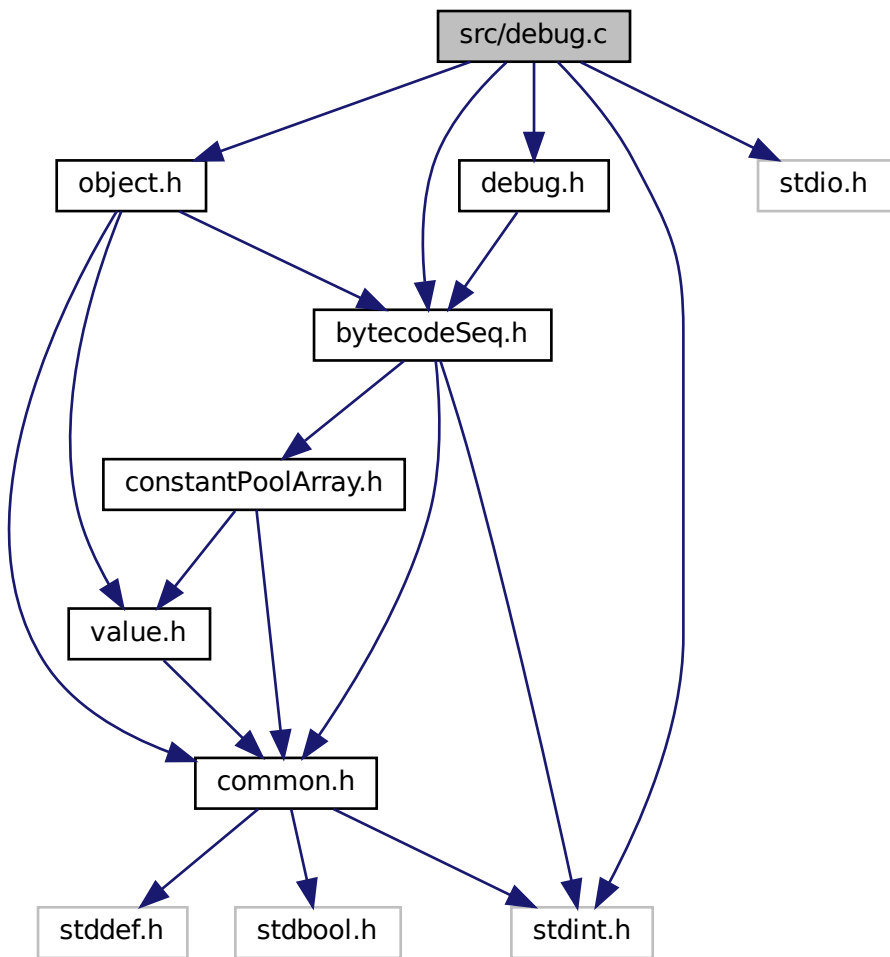 src/debug.c
object.h
debug.h
stdio.h
bytecodeSeq.h
constantPoolArray.h
value.h
common.h
stddef.h
stdbool.h
stdint.h